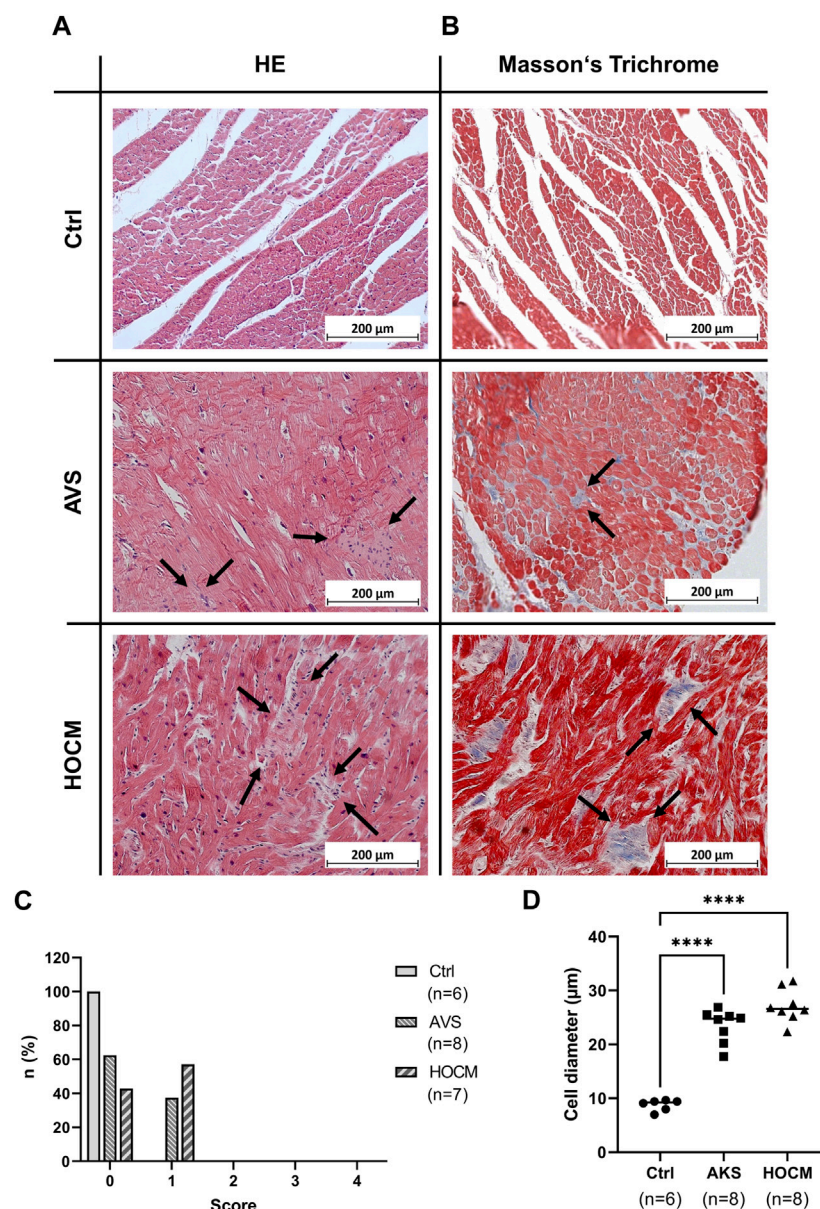 A
B
HE
Masson‘s Trichrome
Ctrl
200 µm
200 µm
AVS
200 µm
200 µm
HOCM
200 µm
200 µm
C
120
100
80
60
40
20
0
n (%)
0 1 2 3 4
Score
Ctrl
(n=6)
AVS
(n=8)
HOCM
(n=7)
D
****
****
40
30
20
10
0
Cell diameter (µm)
Ctrl AKS HOCM
(n=6) (n=8) (n=8)